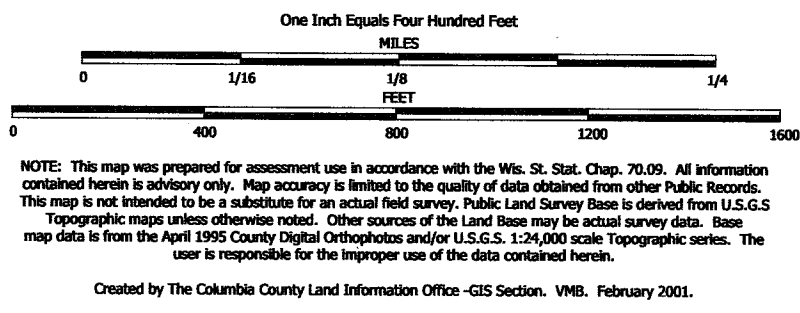 One Inch Equals Four Hundred Feet
MILES
0 1/16 1/8 1/4
FEET
0 400 800 1200 1600
NOTE: This map was prepared for assessment use in accordance with the Wis. St. Stat. Chap. 70.09. All information
contained herein is advisory only. Map accuracy is limited to the quality of data obtained from other Public Records.
This map is not intended to be a substitute for an actual field survey. Public Land Survey Base is derived from U.S.G.S
Topographic maps unless otherwise noted. Other sources of the Land Base may be actual survey data. Base
map data is from the April 1995 County Digital Orthophotos and/or U.S.G.S. 1:24,000 scale Topographic series. The
user is responsible for the improper use of the data contained herein.
Created by The Columbia County Land Information Office -GIS Section. VMB. February 2001.